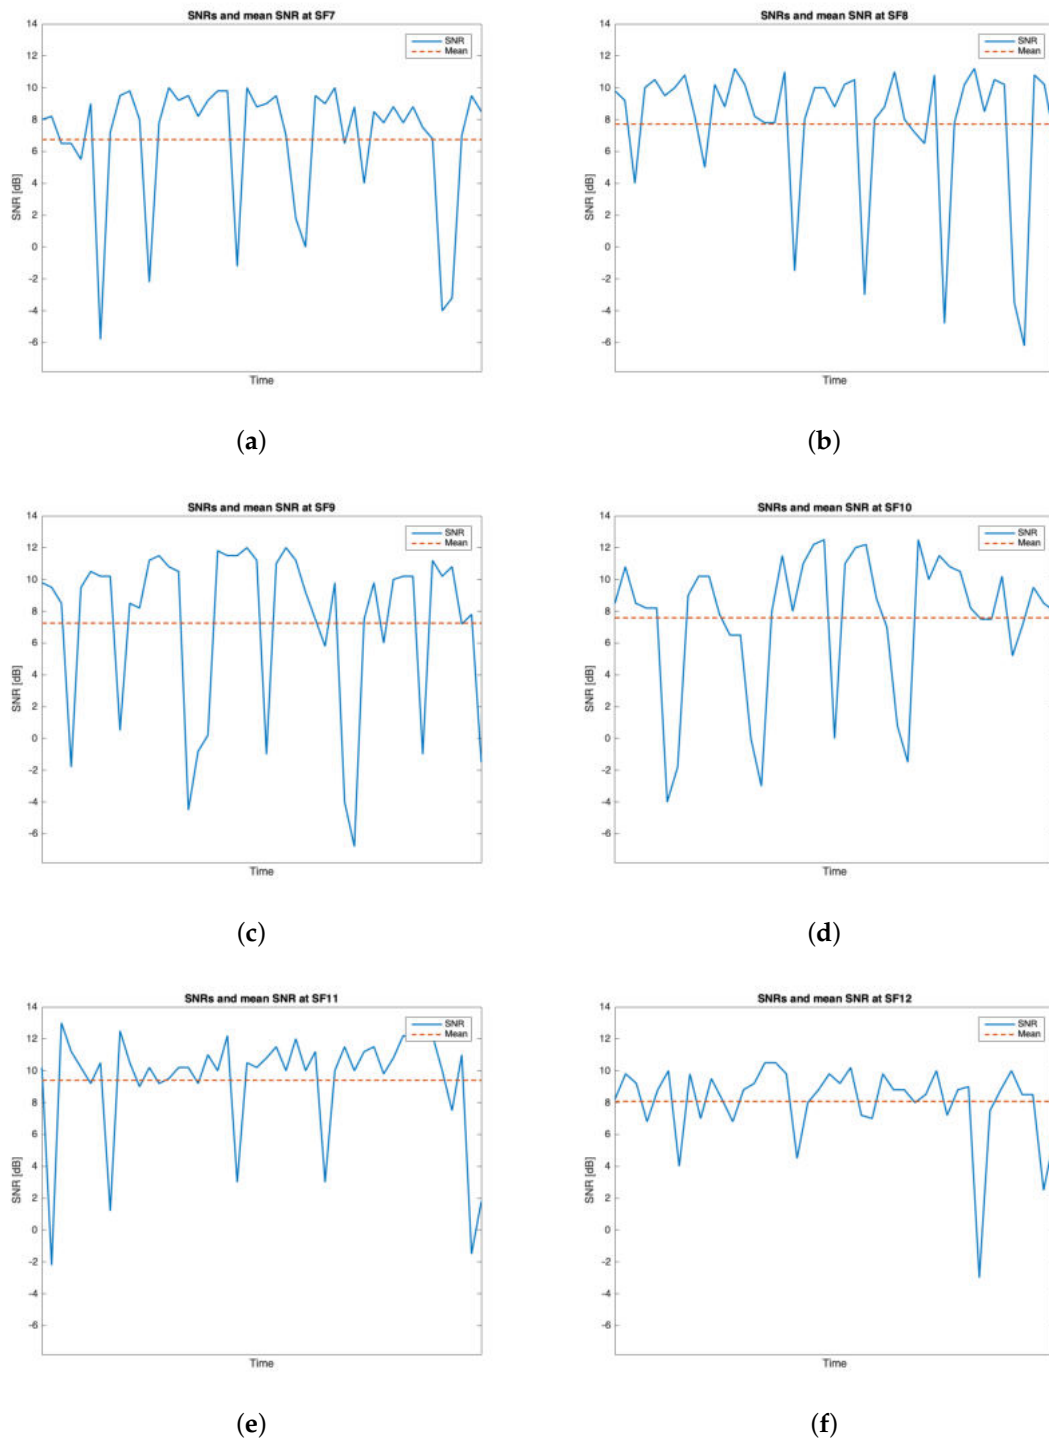 SNRs and mean SNR at SF7
14
12
10
8
6
4
2
0
-2
-4
-6
SNR [dB]
SNR
Mean
Time
(a)
SNRs and mean SNR at SF8
14
12
10
8
6
4
2
0
-2
-4
-6
SNR [dB]
SNR
Mean
Time
(b)
SNRs and mean SNR at SF9
14
12
10
8
6
4
2
0
-2
-4
-6
SNR [dB]
SNR
Mean
Time
(c)
SNRs and mean SNR at SF10
14
12
10
8
6
4
2
0
-2
-4
-6
SNR [dB]
SNR
Mean
Time
(d)
SNRs and mean SNR at SF11
14
12
10
8
6
4
2
0
-2
-4
-6
SNR [dB]
SNR
Mean
Time
(e)
SNRs and mean SNR at SF12
14
12
10
8
6
4
2
0
-2
-4
-6
SNR [dB]
SNR
Mean
Time
(f)